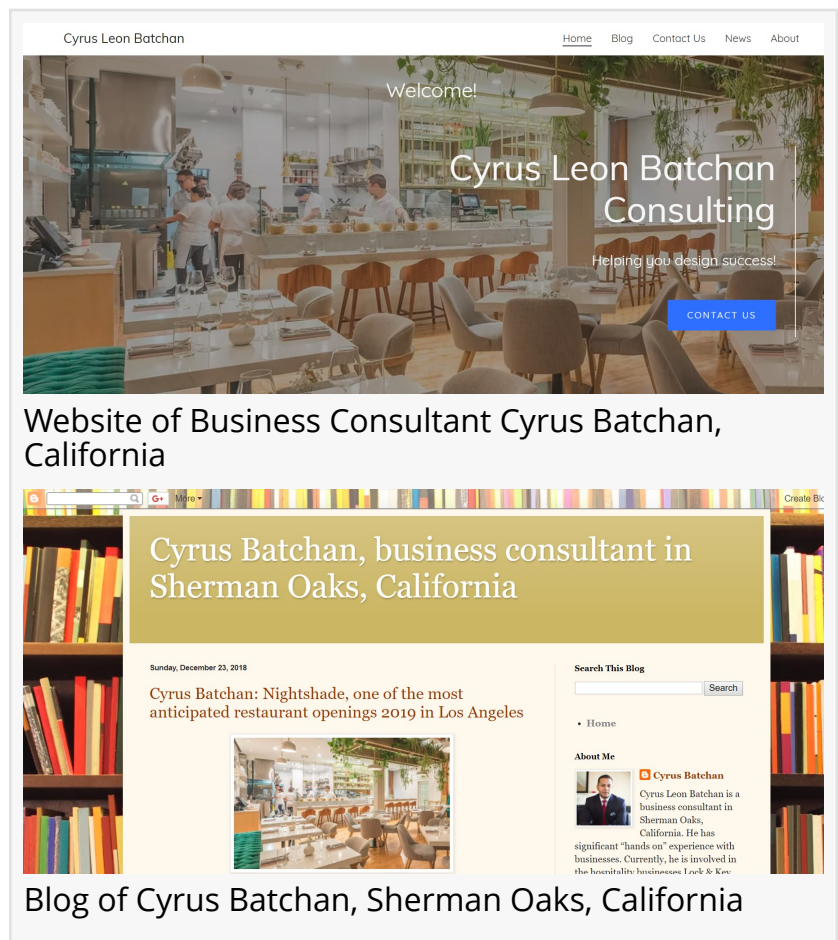 Cyrus Leon Batchan
Home Blog Contact Us News About
Welcome!
Cyrus Leon Batchan
Consulting
Helping you design success!
CONTACT US
Website of Business Consultant Cyrus Batchan,
California
G+ More
Create Blo
Cyrus Batchan, business consultant in
Sherman Oaks, California
Sunday, December 23, 2018
Cyrus Batchan: Nightshade, one of the most
anticipated restaurant openings 2019 in Los Angeles
Search This Blog
Search
Home
About Me
Cyrus Batchan
Cyrus Leon Batchan is a
business consultant in
Sherman Oaks,
California. He has
significant “hands on” experience with
businesses. Currently, he is involved in
the hospitality businesses Lock & Key
Blog of Cyrus Batchan, Sherman Oaks, California